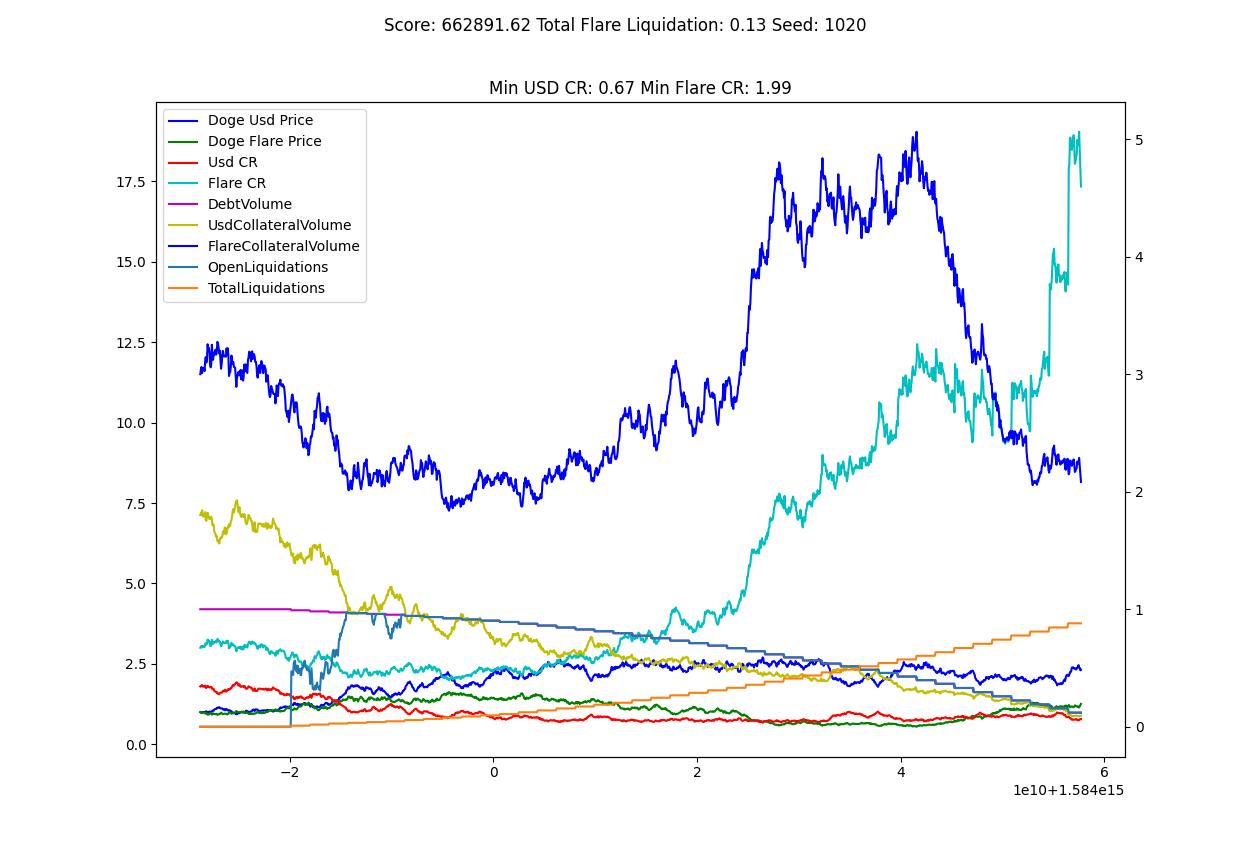 Score: 662891.62 Total Flare Liquidation: 0.13 Seed: 1020
Min USD CR: 0.67 Min Flare CR: 1.99
Doge Usd Price
Doge Flare Price
Usd CR
Flare CR
DebtVolume
UsdCollateralVolume
FlareCollateralVolume
OpenLiquidations
TotalLiquidations
17.5
15.0
12.5
10.0
7.5
5.0
2.5
0.0
5
4
3
2
1
0
−2
0
2
4
6
1e10+1.584e15